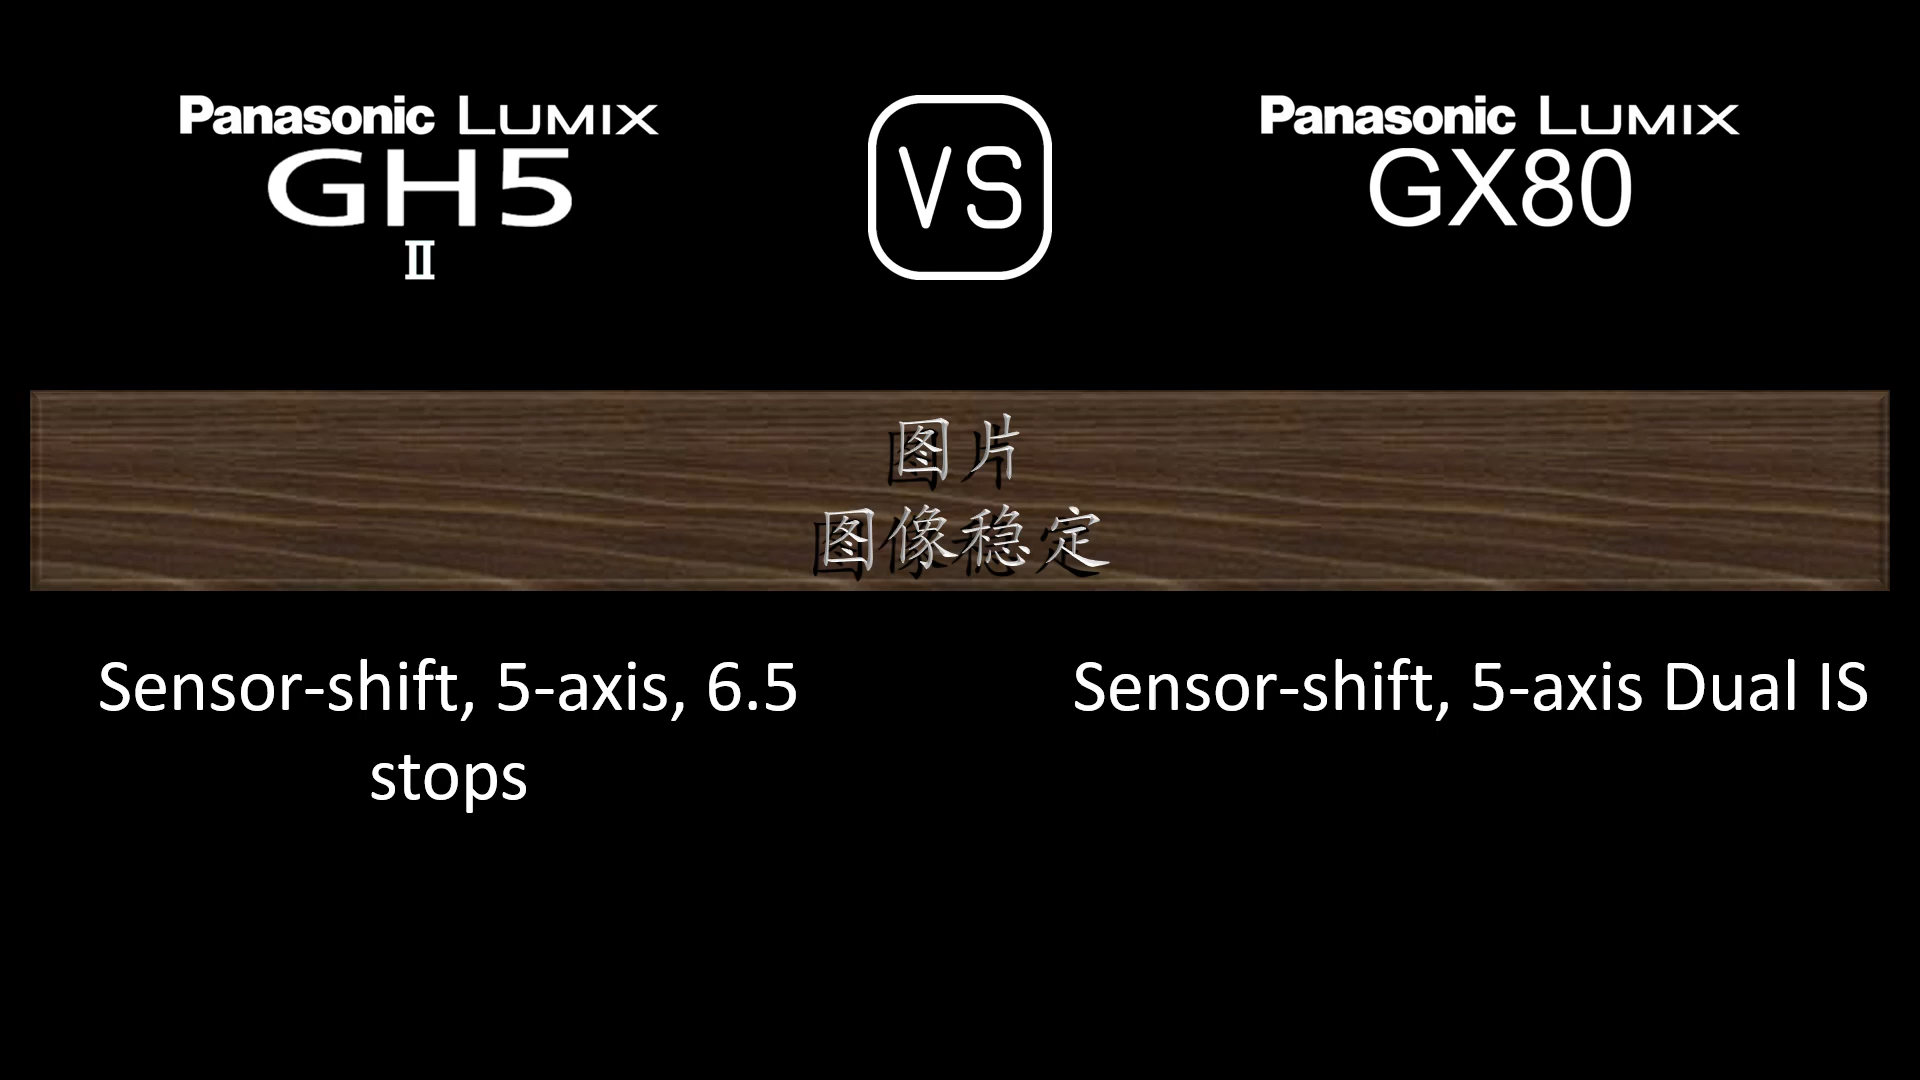 Panasonic LUMIX
GH5
II
VS
Panasonic LUMIX
GX80
图片
图像稳定
Sensor-shift, 5-axis, 6.5
stops
Sensor-shift, 5-axis Dual IS